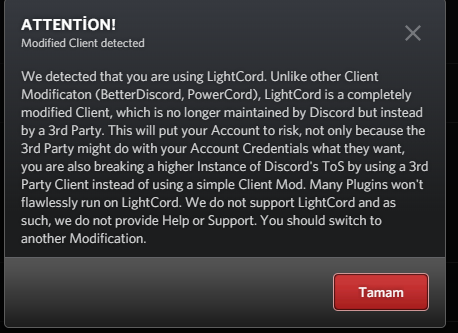 ATTENTİON!
Modified Client detected
We detected that you are using LightCord. Unlike other Client
Modificaton (BetterDiscord, PowerCord), LightCord is a completely
modified Client, which is no longer maintained by Discord but instead
by a 3rd Party. This will put your Account to risk, not only because the
3rd Party might do with your Account Credentials what they want,
you are also breaking a higher Instance of Discord's ToS by using a 3rd
Party Client instead of using a simple Client Mod. Many Plugins won't
flawlessly run on LightCord. We do not support LightCord and as
such, we do not provide Help or Support. You should switch to
another Modification.
Tamam